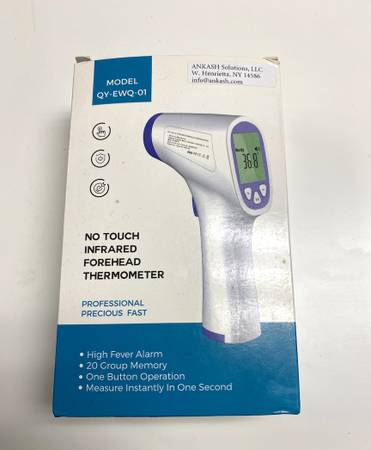 ANKASH Solutions, LLC
W. Henrietta, NY 14586
info@ankash.com
MODEL
QY-EWQ-01
36.8
NO TOUCH
INFRARED
FOREHEAD
THERMOMETER
PROFESSIONAL
PRECIOUS FAST
• High Fever Alarm
• 20 Group Memory
• One Button Operation
• Measure Instantly In One Second